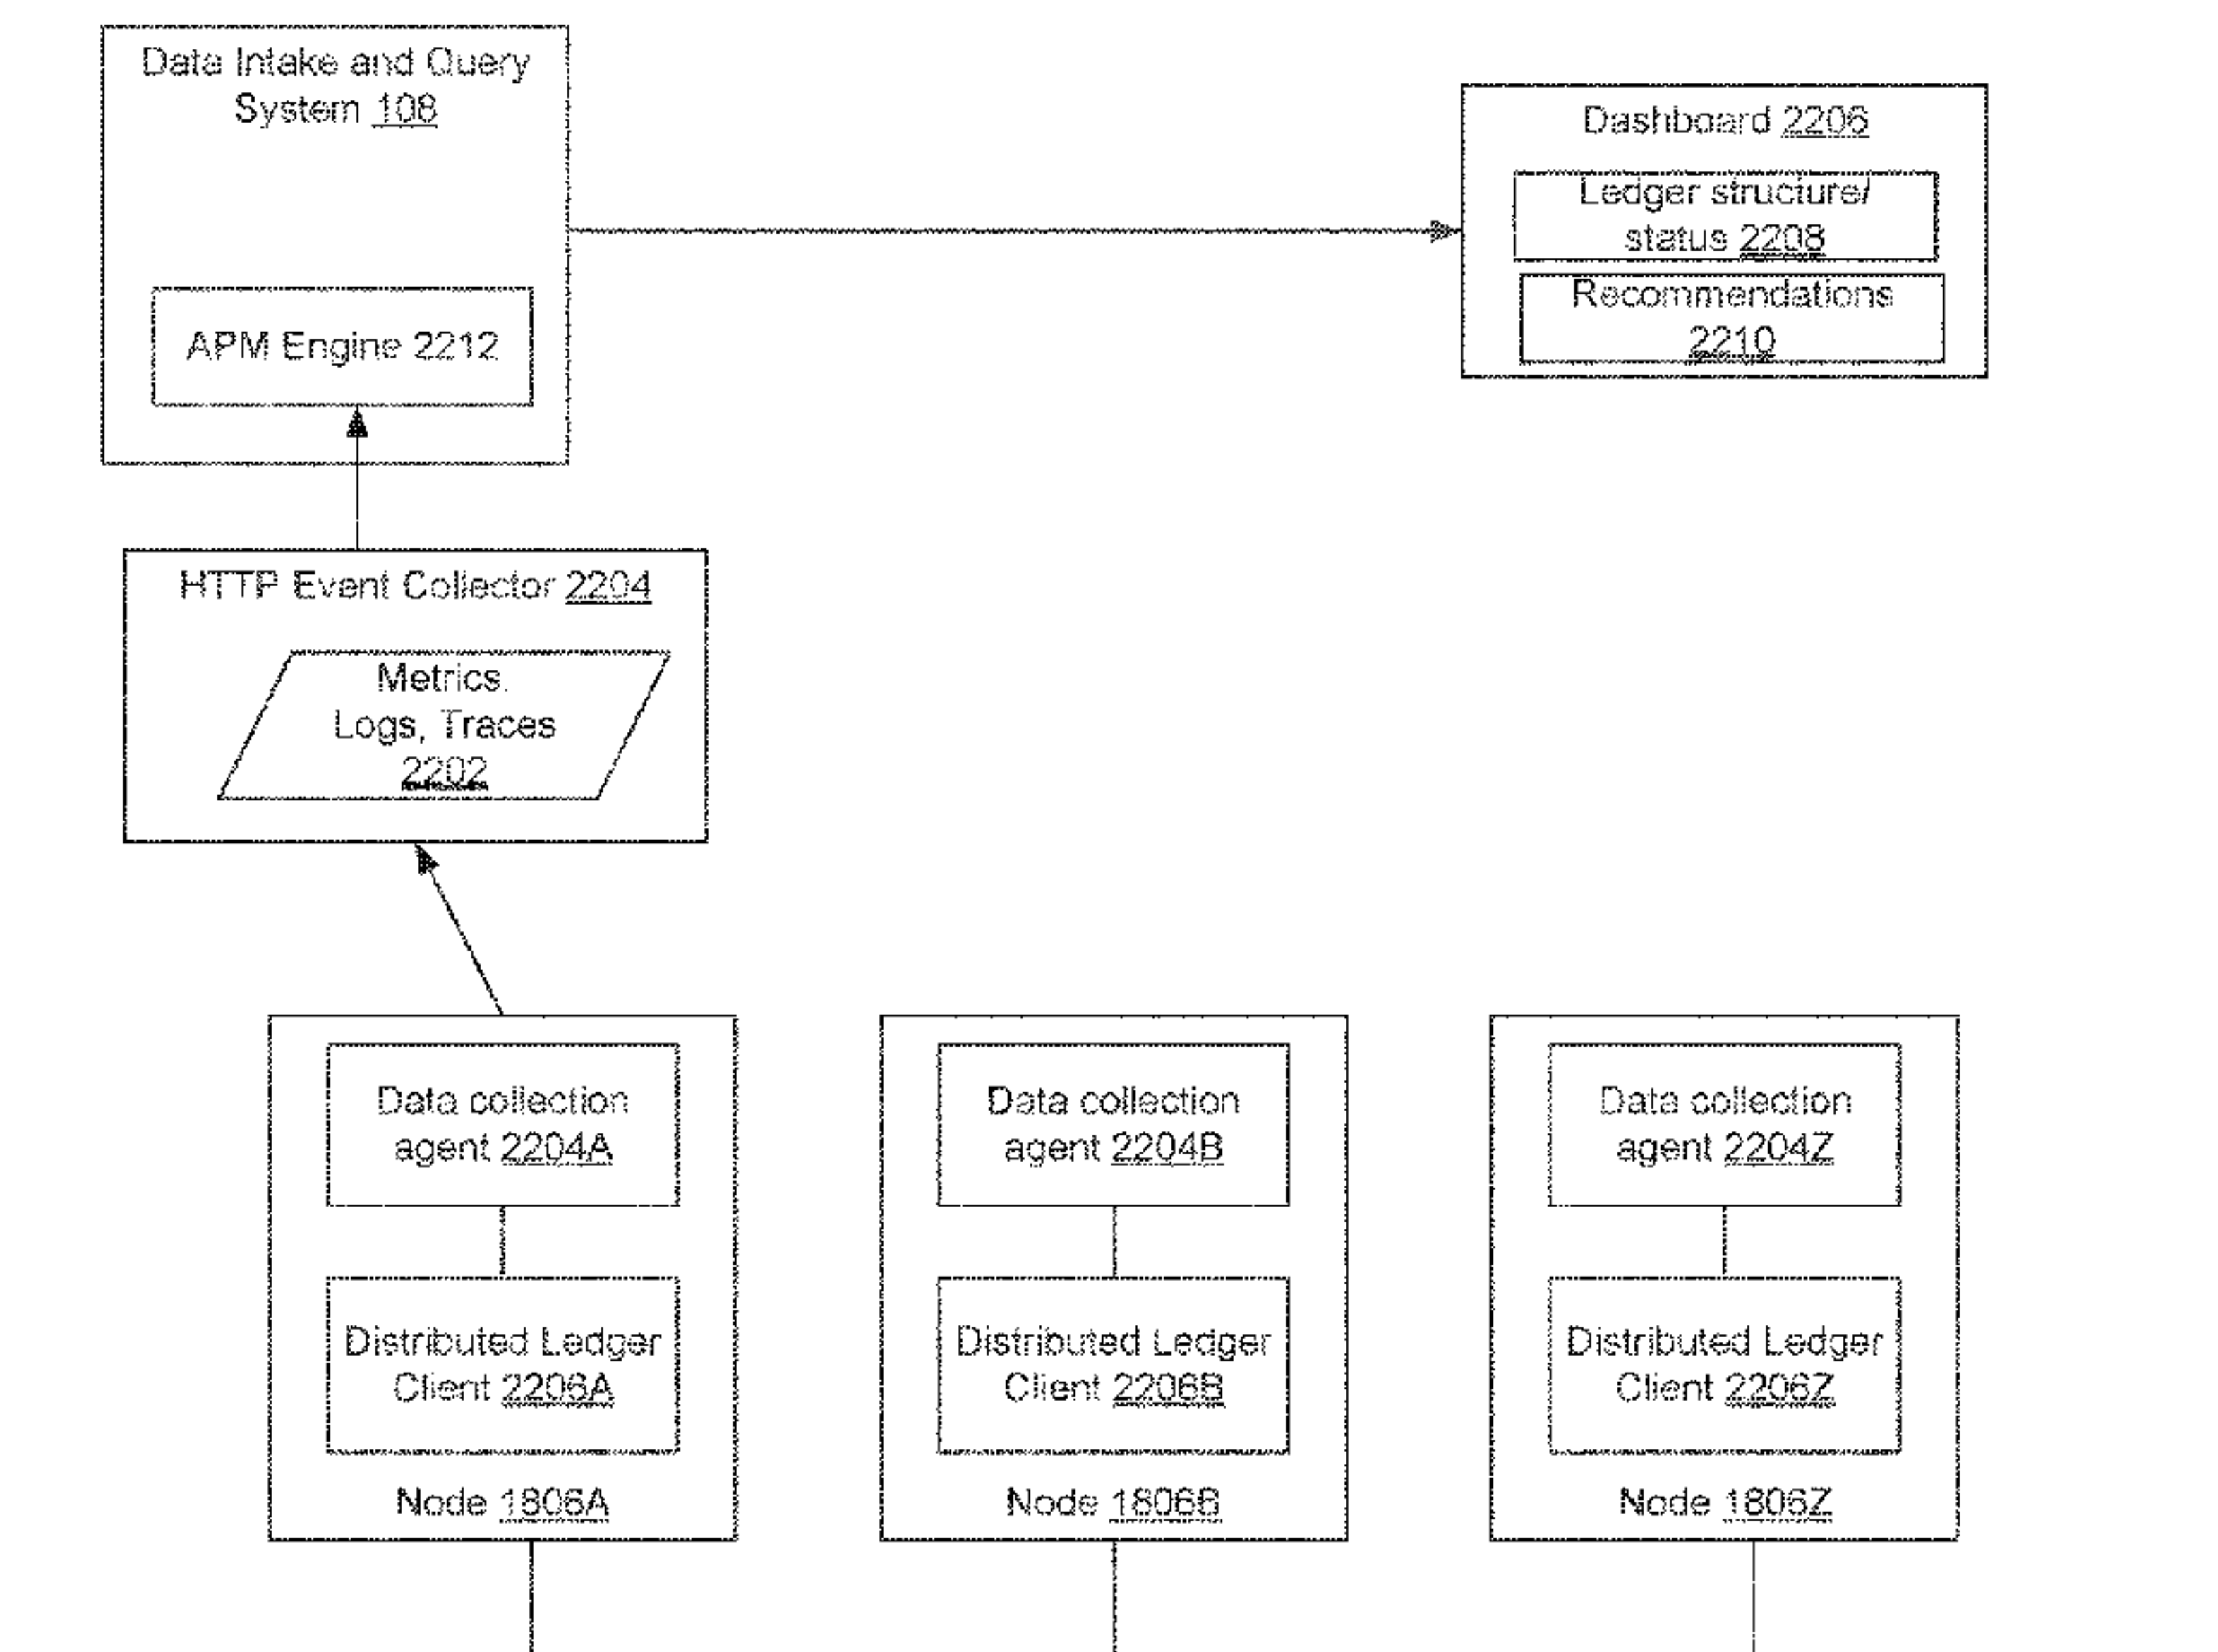 Data Intake and Query
System 108
APM Engine 2212
Dashboard 2206
Ledger structure/
status 2208
Recommendations
2210
HTTP Event Collector 2204
Metrics,
Logs, Traces
2202
Data collection
agent 2204A
Distributed Ledger
Client 2206A
Node 1806A
Data collection
agent 2204B
Distributed Ledger
Client 2206B
Node 1806B
Data collection
agent 2204Z
Distributed Ledger
Client 2206Z
Node 1806Z